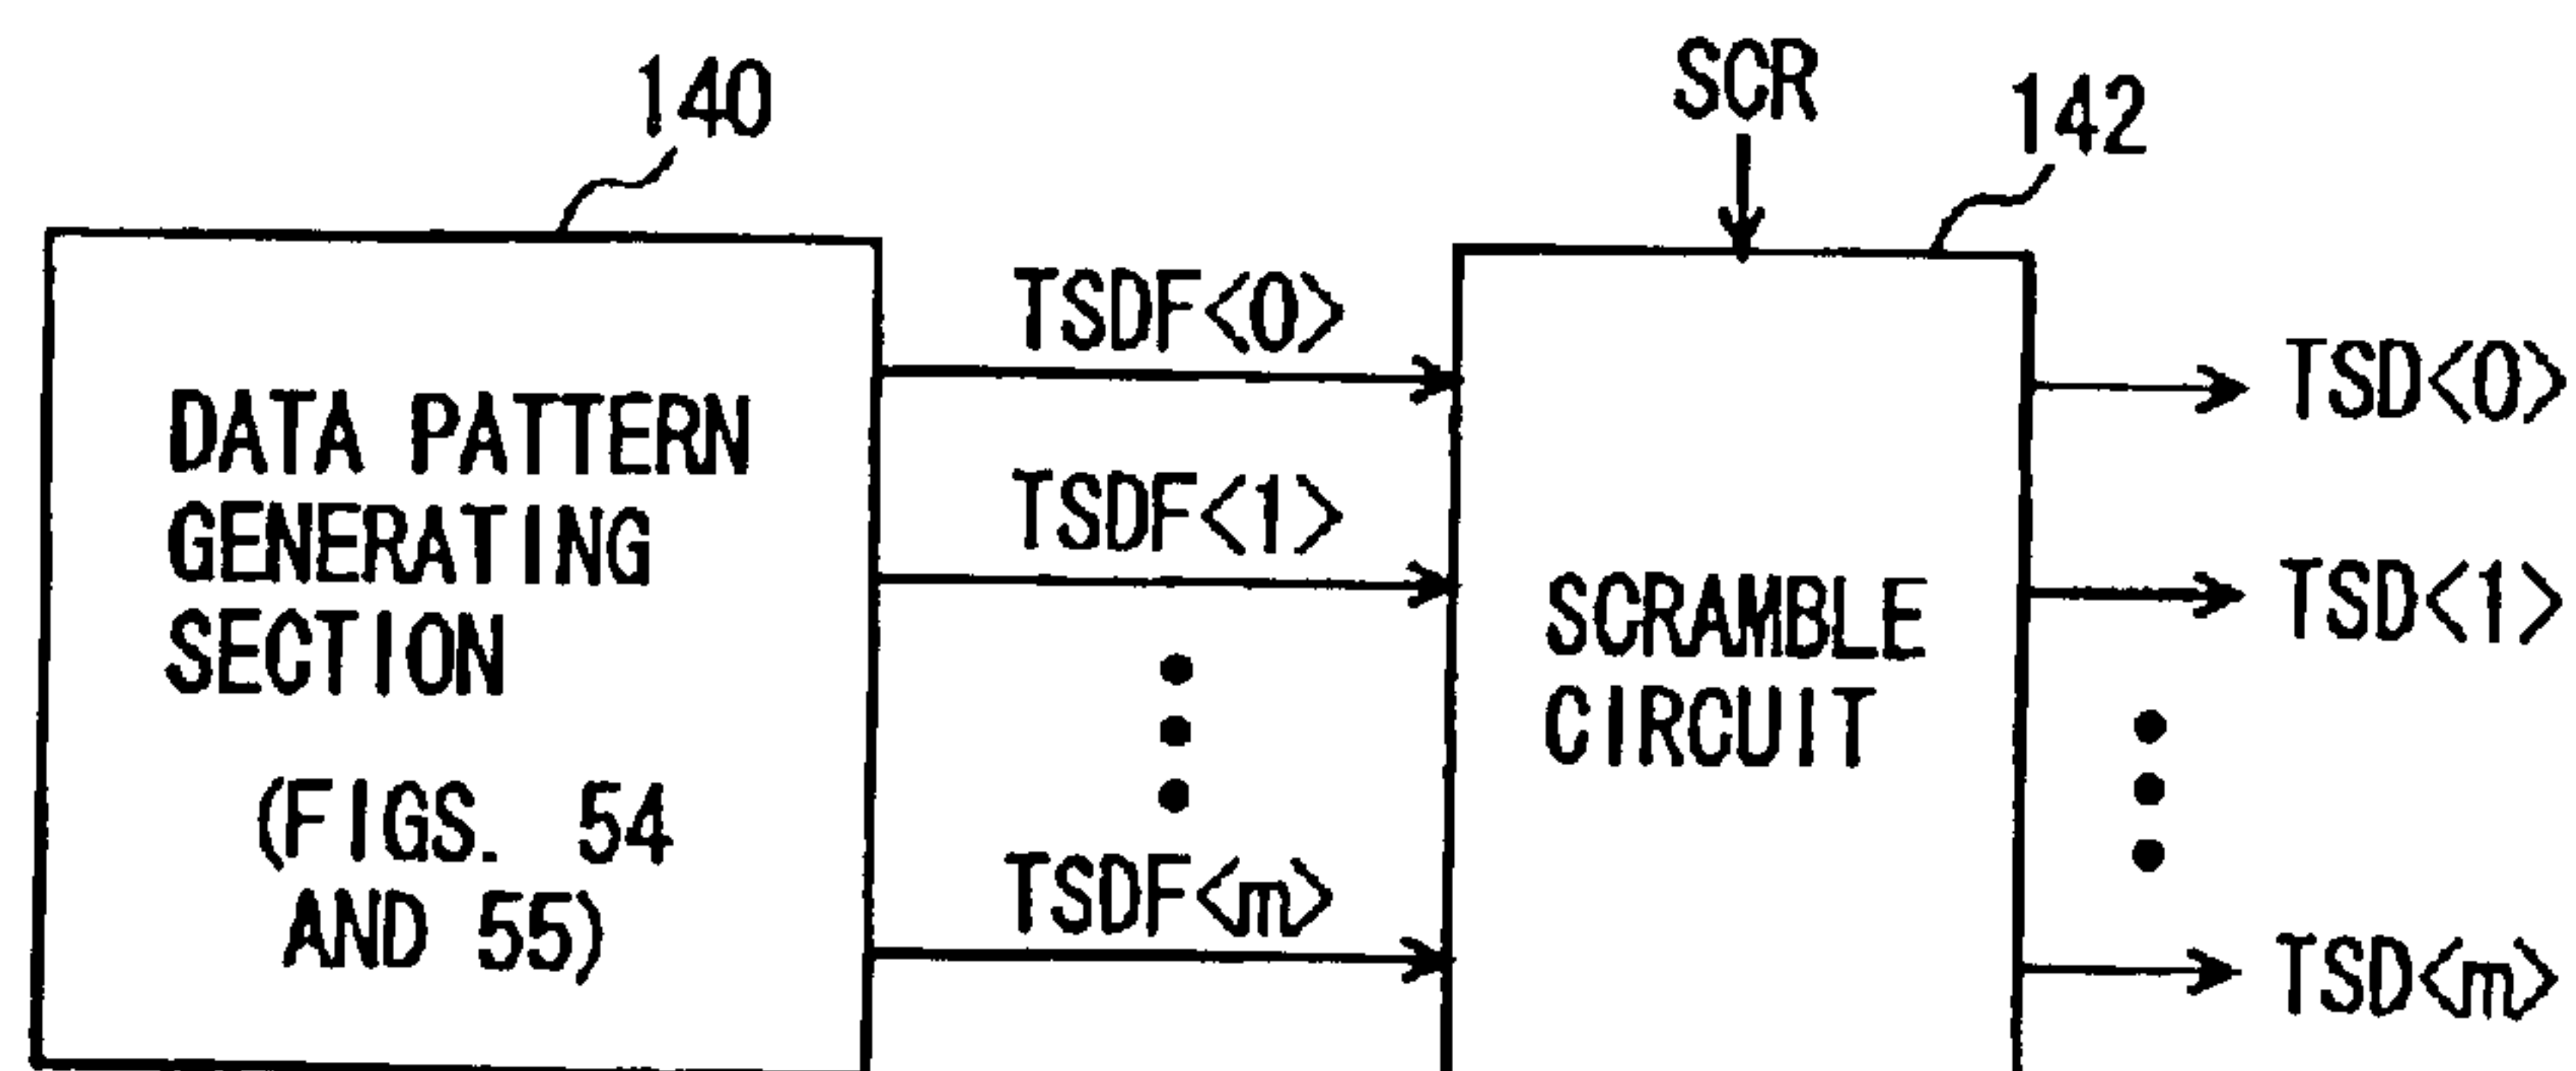 140
SCR
142
DATA PATTERN
GENERATING
SECTION
(FIGS. 54
AND 55)
TSDF<0>
TSDF<1>
TSDF<m>
SCRAMBLE
CIRCUIT
TSD<0>
TSD<1>
TSD<m>